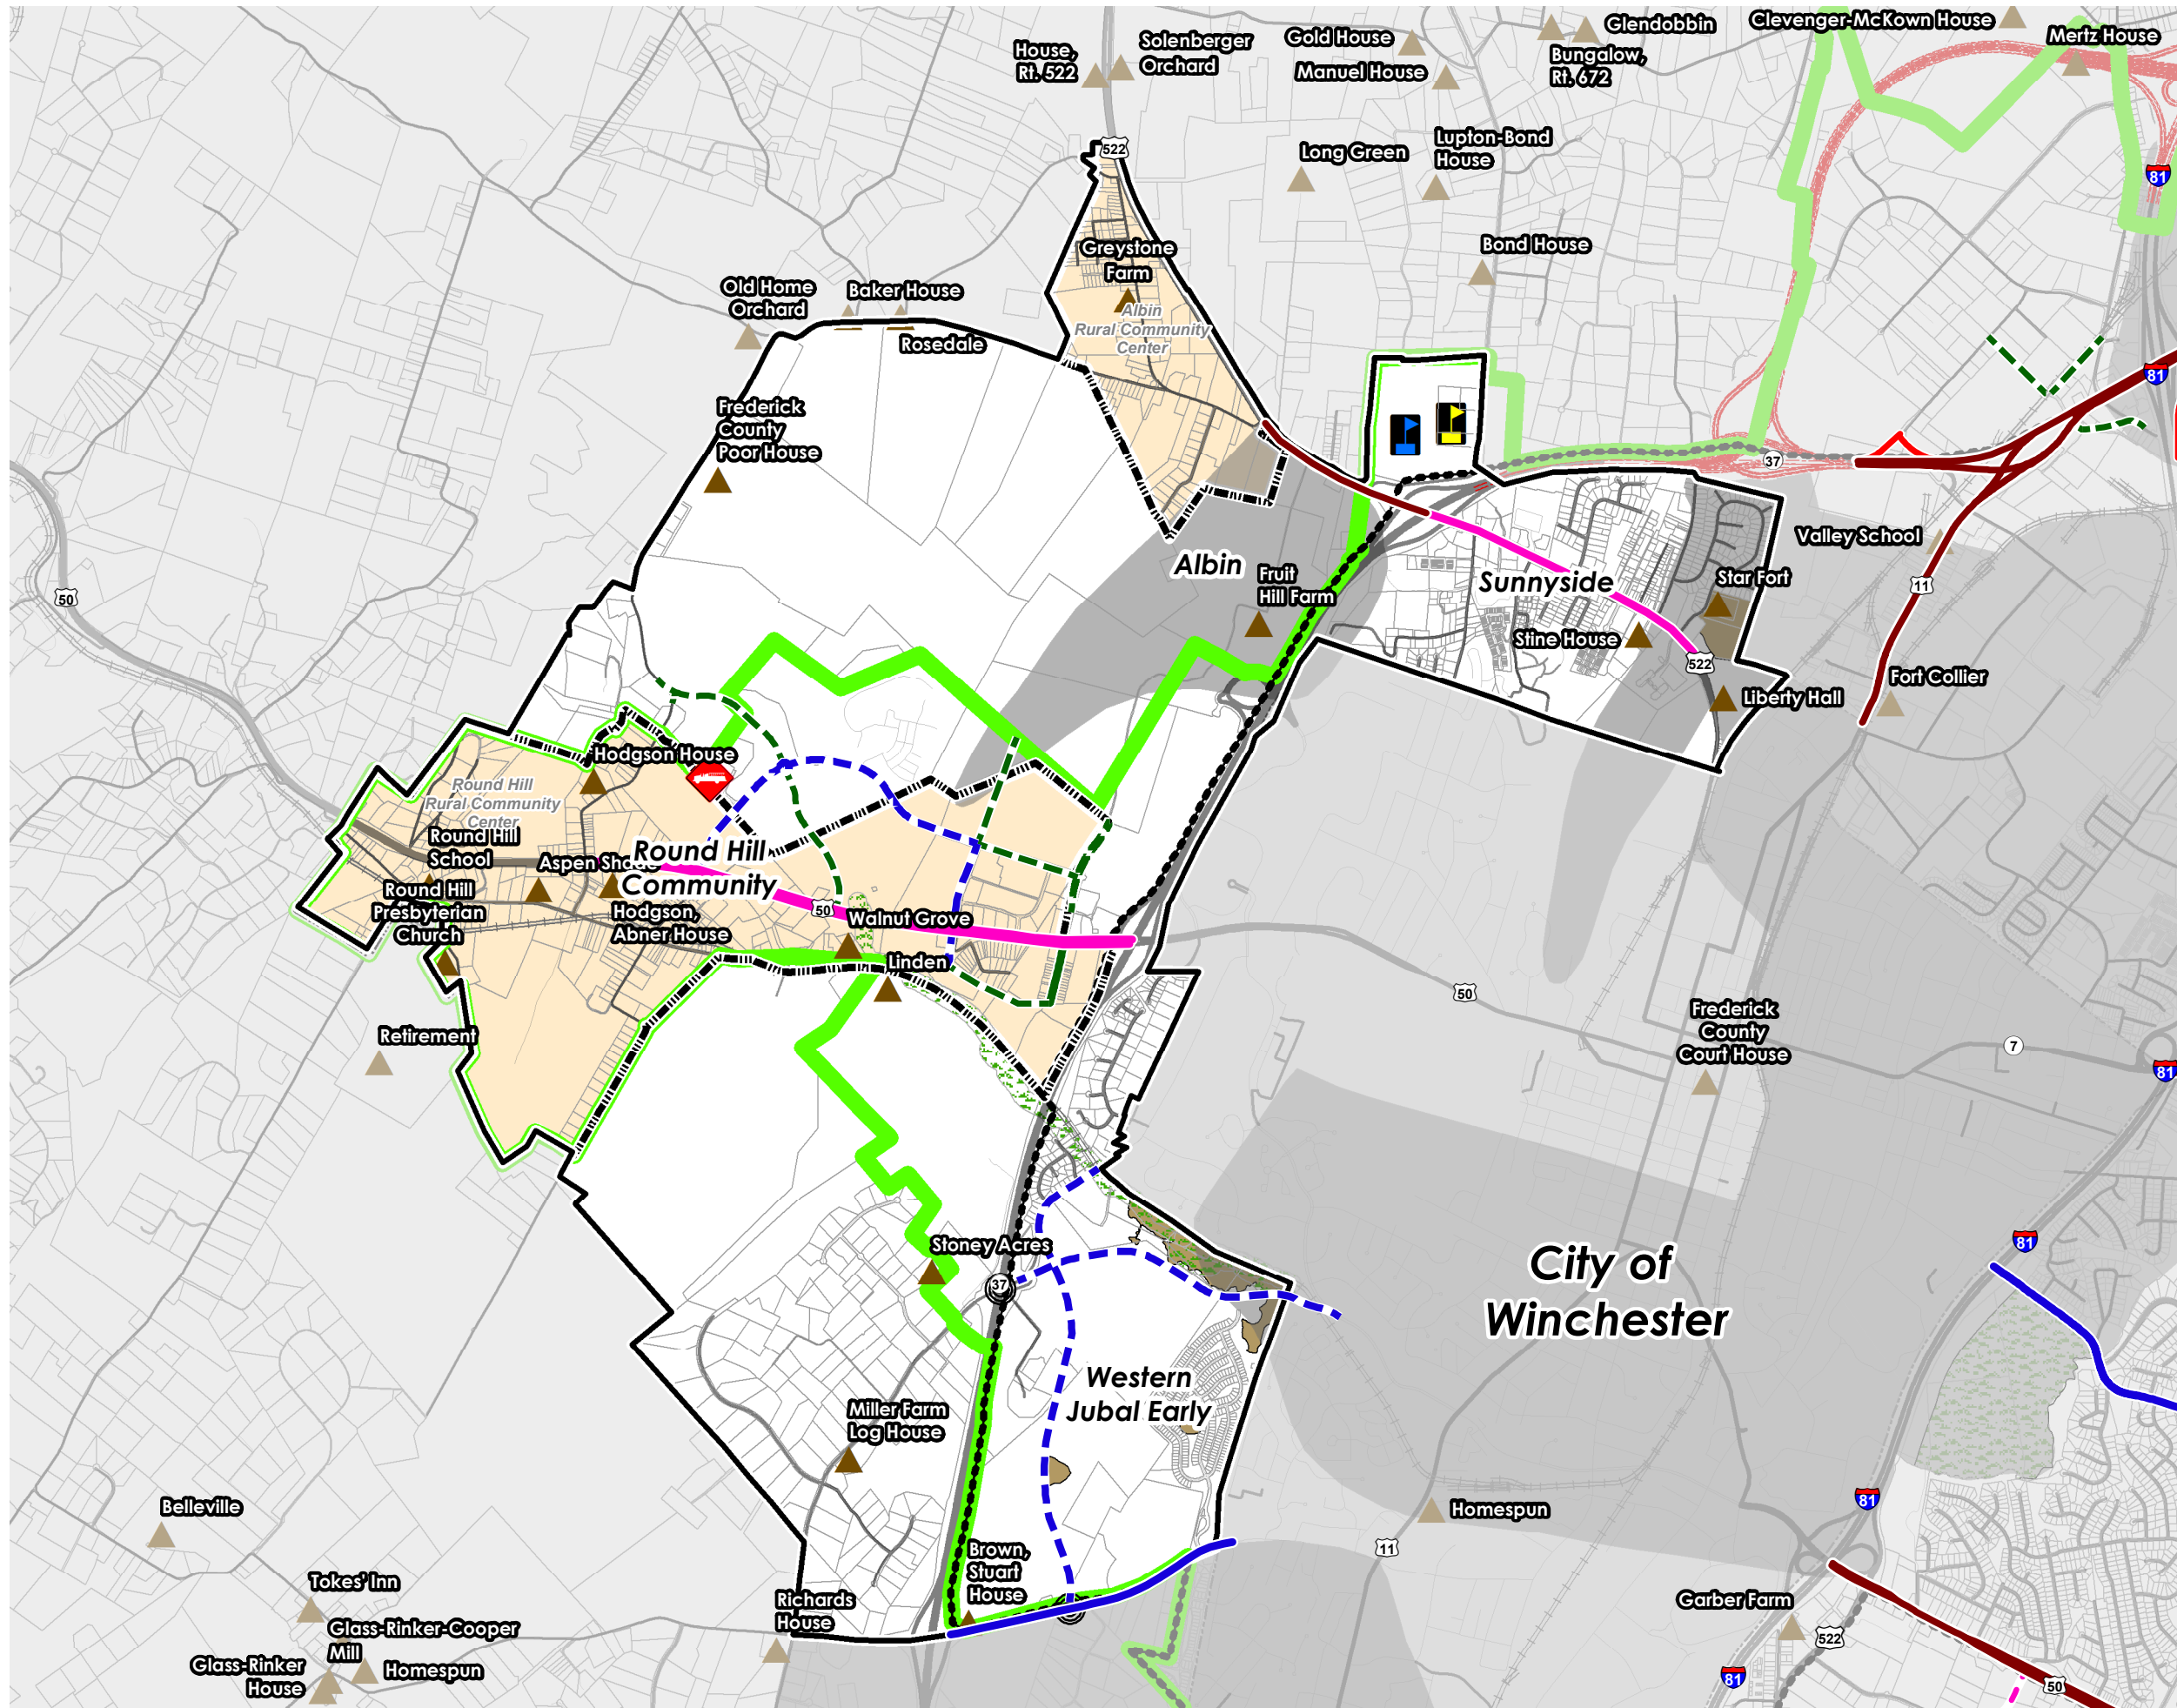 Clevenger-McKown House
Glendobbin
Mertz House
Gold House
Solenberger
Orchard
House,
Rt. 522
Manuel House
Bungalow,
Rt. 672
522
Long Green
Lupton-Bond
House
81
Greystone
Farm
Bond House
Old Home
Orchard
Baker House
Rosedale
Albin
Rural Community
Center
81
Frederick
County
Poor House
37
Valley School
Albin
Fruit
Hill Farm
Sunnyside
Star Fort
11
50
Stine House
522
Liberty Hall
Fort Collier
Hodgson House
Round Hill
Rural Community
Center
Round Hill
School
Aspen Shade
Round Hill
Community
Round Hill
Presbyterian
Church
Hodgson,
Abner House
50
Walnut Grove
Linden
50
Frederick
County
Court House
7
81
Retirement
Stoney Acres
37
City of
Winchester
81
Western
Jubal Early
Miller Farm
Log House
Belleville
81
Homespun
11
Brown,
Stuart
House
Tokes' Inn
Richards
House
Garber Farm
Glass-Rinker-Cooper
Mill
522
Glass-Rinker
House
Homespun
81
50